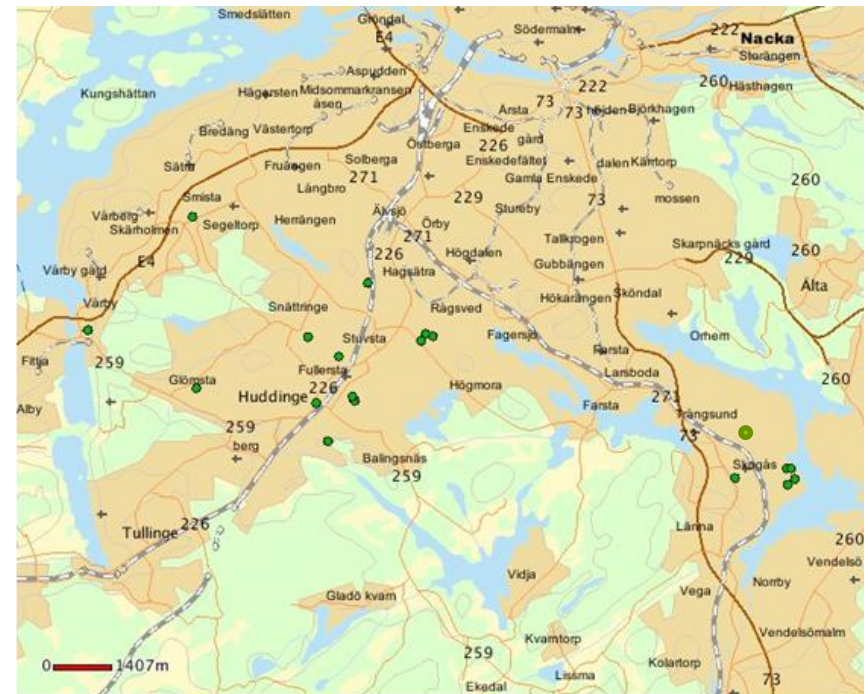 Smedslätten
Gröndal
Södermalm
222
Nacka
E4
Storängen
Aspudden
Kungshättan
Hägersten
Midsommarkransen
222
260
Hästhagen
åsen
Årsta
73
73
höjden
Björkhagen
Bredäng
Västertorp
Enskede
Östberga
226
gård
Sätra
Fruängen
Solberga
Enskedefältet
dalen
Kärrtorp
271
Gamla Enskede
260
Långbro
Smista
229
73
mossen
Vårberg
Älvsjö
Stureby
Segeltorp
Herrängen
Örby
Skärholmen
271
Tallkrogen
Skarpnäcks gård
226
Högdalen
260
E4
229
Vårby gård
Hagsätra
Gubbängen
Älta
Sköndal
Vårby
Snättringe
Rågsved
Hökarängen
Fagersjö
Orhem
Stuvsta
Fittja
259
Farsta
Fullersta
Larsboda
Glömsta
226
Högmora
260
Huddinge
271
Alby
Farsta
Trångsund
259
73
berg
Balingsnäs
Skogås
259
Tullinge
226
Länna
260
Vendelsö
Vidja
Norrby
Gladö kvarn
Vega
Vendelsömalm
Kvarntorp
259
0
1407m
Kolartorp
Lissma
73
Ekedal